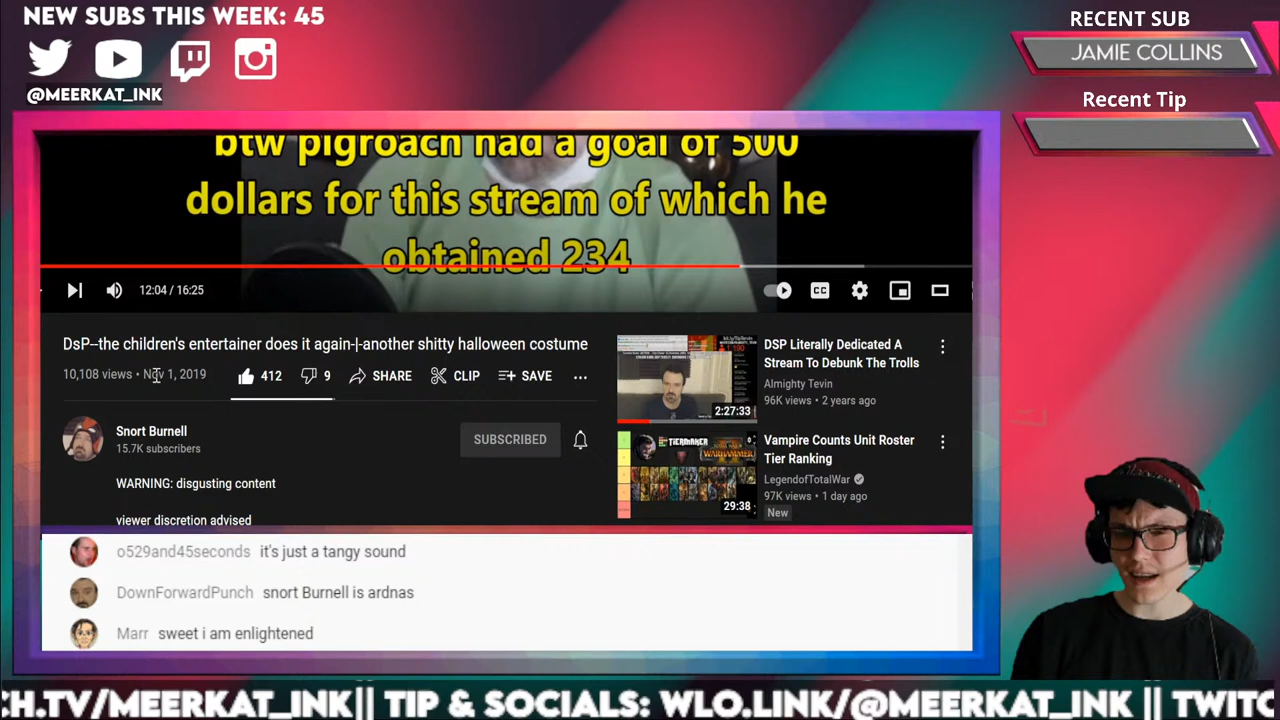 NEW SUBS THIS WEEK: 45
@MEERKAT_INK
RECENT SUB
JAMIE COLLINS
Recent Tip
btw pigroach had a goal of 500
dollars for this stream of which he
obtained 234
12:04 / 16:25
CC
DsP--the children's entertainer does it again-|-another shitty halloween costume
10,108 views • Nov 1, 2019
412
9
SHARE
CLIP
SAVE
Snort Burnell
15.7K subscribers
SUBSCRIBED
WARNING: disgusting content
viewer discretion advised
2:27:33
DSP Literally Dedicated A
Stream To Debunk The Trolls
Almighty Tevin
96K views • 2 years ago
TIERMAKER
29:38
Vampire Counts Unit Roster
Tier Ranking
LegendofTotalWar
97K views • 1 day ago
New
o529and45seconds it's just a tangy sound
DownForwardPunch snort Burnell is ardnas
Marr sweet i am enlightened
CH.TV/MEERKAT_INK|| TIP & SOCIALS: WLO.LINK/@MEERKAT_INK || TWITC